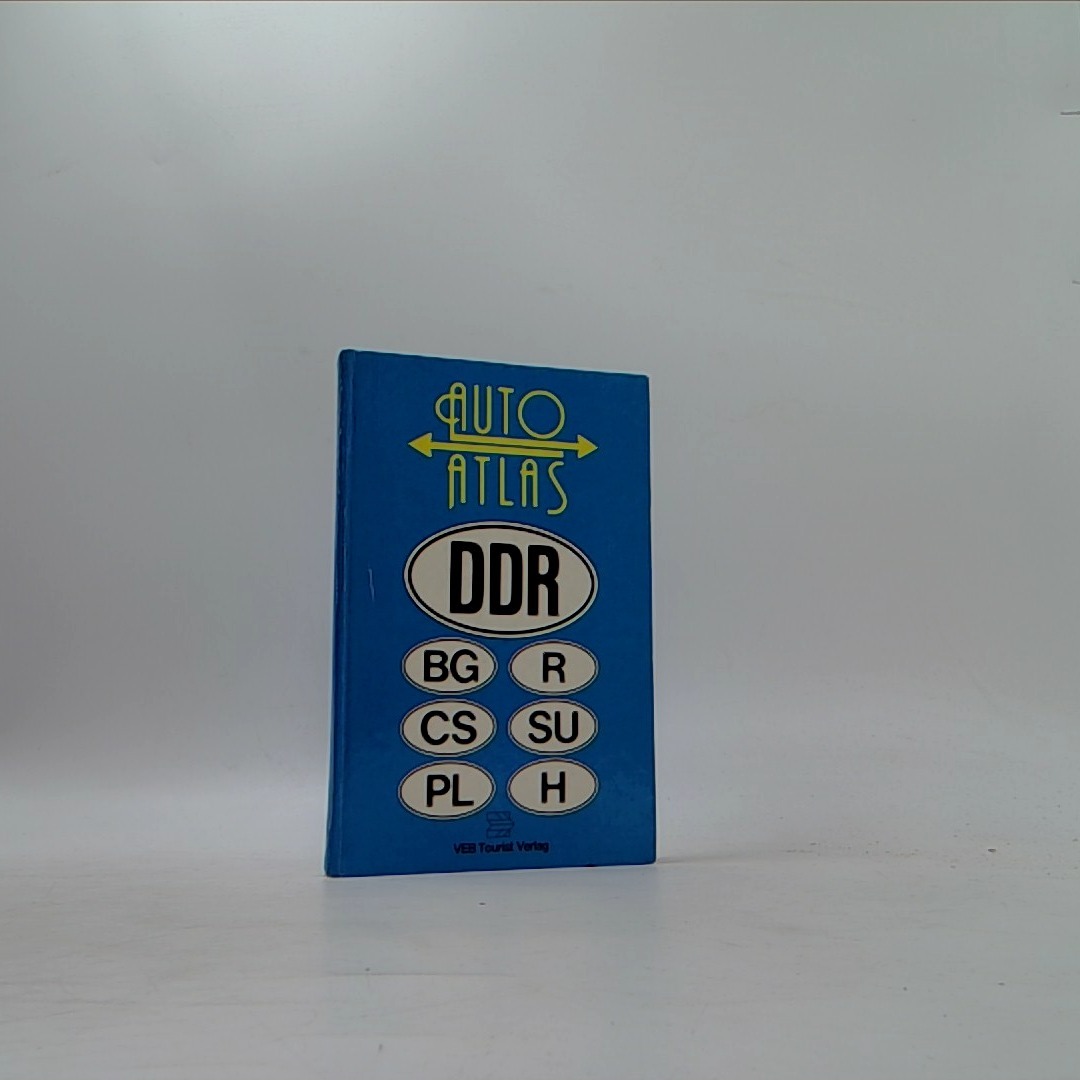 AUTO
ATLAS
DDR
BG R
CS SU
PL H
VEB Tourist Verlag